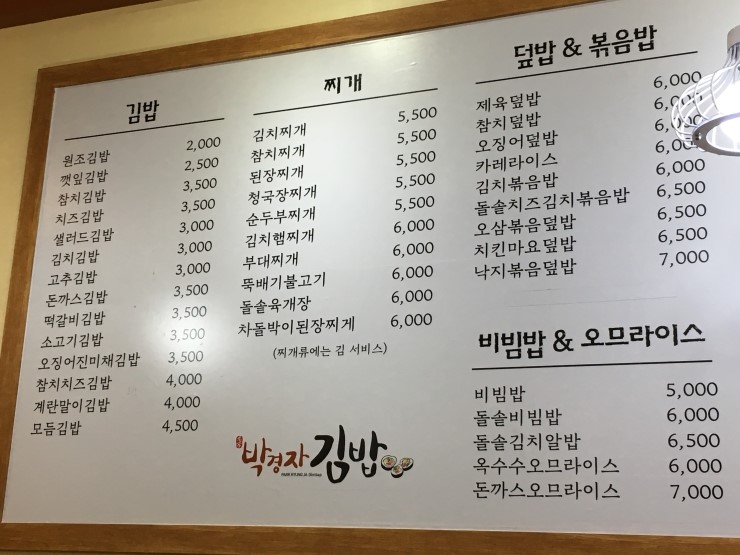 김밥
원조김밥 2,000
깻잎김밥 2,500
참치김밥 3,500
치즈김밥 3,500
샐러드김밥 3,000
김치김밥 3,000
고추김밥 3,000
돈까스김밥 3,500
떡갈비김밥 3,500
소고기김밥 3,500
오징어진미채김밥 3,500
참치치즈김밥 4,000
계란말이김밥 4,000
모듬김밥 4,500
찌개
김치찌개 5,500
참치찌개 5,500
된장찌개 5,500
청국장찌개 5,500
순두부찌개 5,500
김치햄찌개 6,000
부대찌개 6,000
뚝배기불고기 6,000
돌솥육개장 6,000
차돌박이된장찌게 6,000
(찌개류에는 김 서비스)
박경자김밥
덮밥 & 볶음밥
제육덮밥 6,000
참치덮밥 6,000
오징어덮밥
카레라이스
김치볶음밥 6,000
돌솥치즈김치볶음밥 6,500
오삼볶음덮밥 6,500
치킨마요덮밥 6,500
낙지볶음덮밥 7,000
비빔밥 & 오므라이스
비빔밥 5,000
돌솥비빔밥 6,000
돌솥김치알밥 6,500
옥수수오므라이스 6,000
돈까스오므라이스 7,000